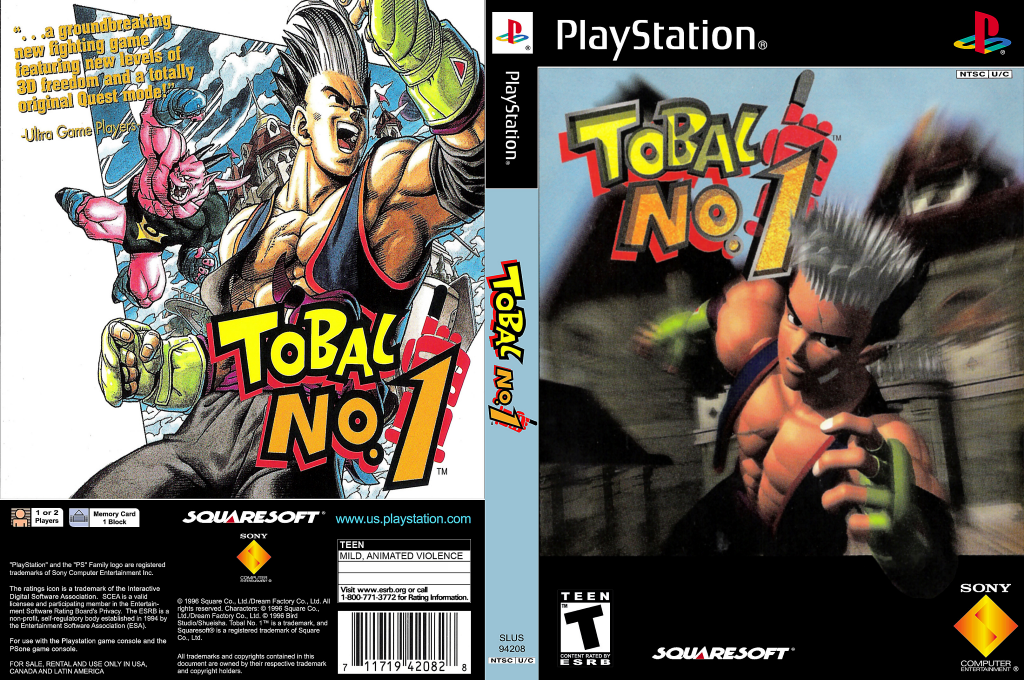 “. . .a groundbreaking
new fighting game
featuring new levels of
3D freedom and a totally
original Quest mode!”
-Ultra Game Players
TOBAL
NO.1
TM
1 or 2
Players
Memory Card
1 Block
SQUARESOFT®
www.us.playstation.com
"PlayStation" and the "PS" Family logo are registered
trademarks of Sony Computer Entertainment Inc.
The ratings icon is a trademark of the Interactive
Digital Software Association. SCEA is a valid
licensee and participating member in the Entertain-
ment Software Rating Board's Privacy. The ESRB is a
non-profit, self-regulatory body established in 1994 by
the Entertainment Software Association (ESA).
For use with the Playstation game console and the
PSone game console.
FOR SALE, RENTAL AND USE ONLY IN USA,
CANADA AND LATIN AMERICA
SONY
COMPUTER
ENTERTAINMENT®
© 1996 Square Co., Ltd./Dream Factory Co., Ltd. All
rights reserved. Characters: © 1996 Square Co.,
Ltd./Dream Factory Co., Ltd. © 1996 Bird
Studio/Shueisha. Tobal No. 1™ is a trademark, and
Squaresoft® is a registered trademark of Square
Co., Ltd.
All trademarks and copyrights contained in this
document are owned by their respective trademark
and copyright holders.
TEEN
MILD, ANIMATED VIOLENCE
Visit www.esrb.org or call
1-800-771-3772 for Rating Information.
7 11719 42082 8
PlayStation®
TOBAL NO.1
SLUS
94208
NTSC U/C
PlayStation®
NTSC U/C
TOBAL
NO.1
TM
TEEN
TM
T
CONTENT RATED BY
ESRB
SQUARESOFT®
SONY
COMPUTER
ENTERTAINMENT®